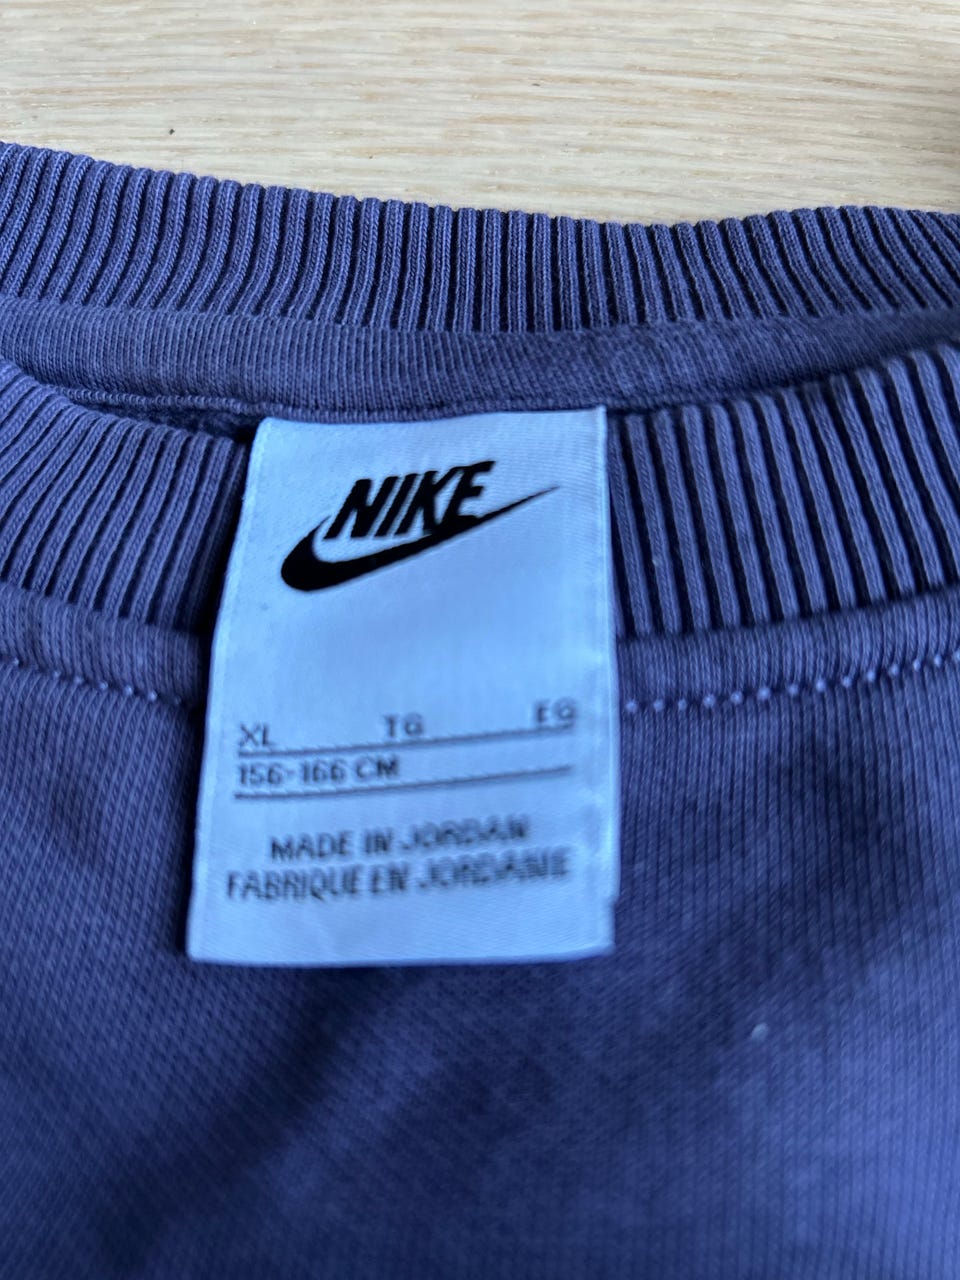 NIKE
XL TG EG
156-166 CM
MADE IN JORDAN
FABRIQUE EN JORDANIE